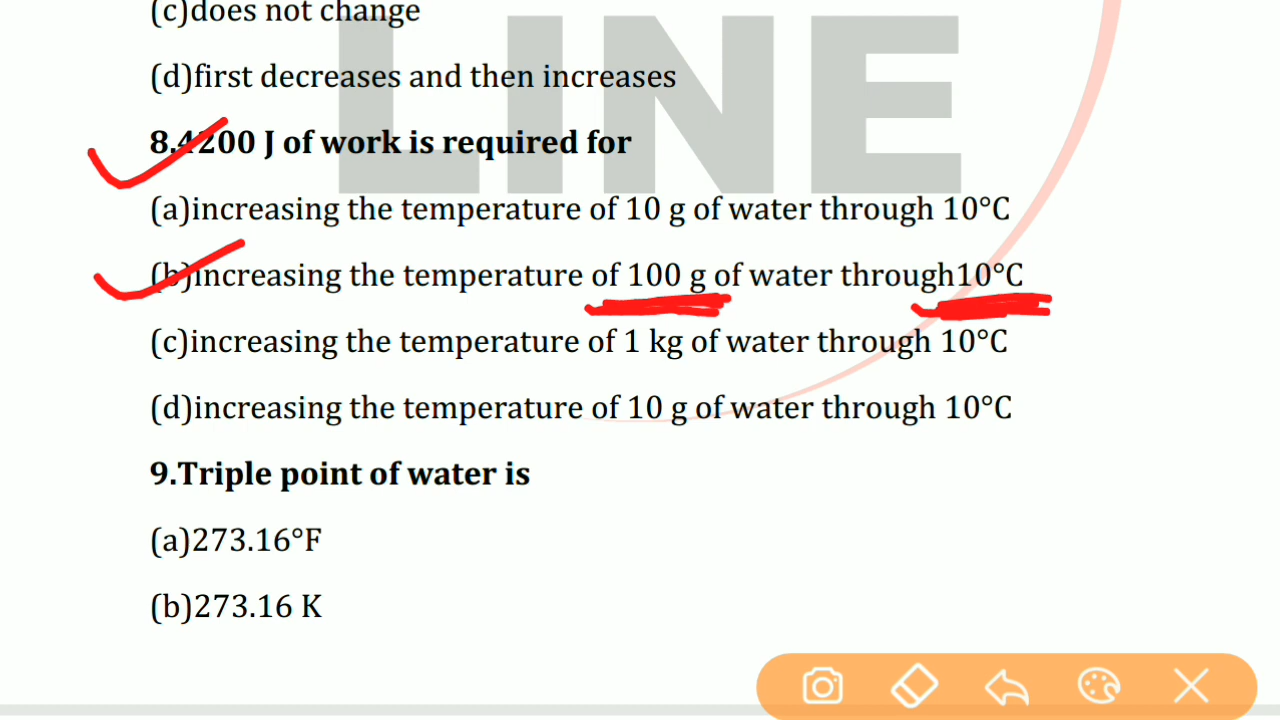 (c)does not change
LINE
(d)first decreases and then increases
8.4200 J of work is required for
(a)increasing the temperature of 10 g of water through 10°C
(b)increasing the temperature of 100 g of water through10°C
(c)increasing the temperature of 1 kg of water through 10°C
(d)increasing the temperature of 10 g of water through 10°C
9.Triple point of water is
(a)273.16°F
(b)273.16 K